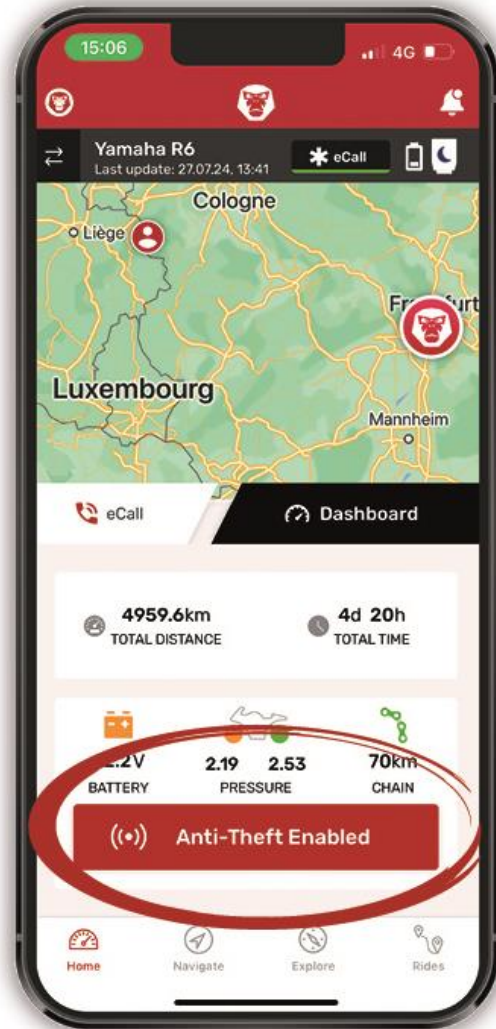 15:06
4G
Yamaha R6
Last update: 27.07.24, 13:41
eCall
Cologne
Liège
Luxembourg
Mannheim
eCall
Dashboard
4959.6km
TOTAL DISTANCE
4d 20h
TOTAL TIME
2.19 2.53 70km
BATTERY PRESSURE CHAIN
Anti-Theft Enabled
Home Navigate Explore Rides